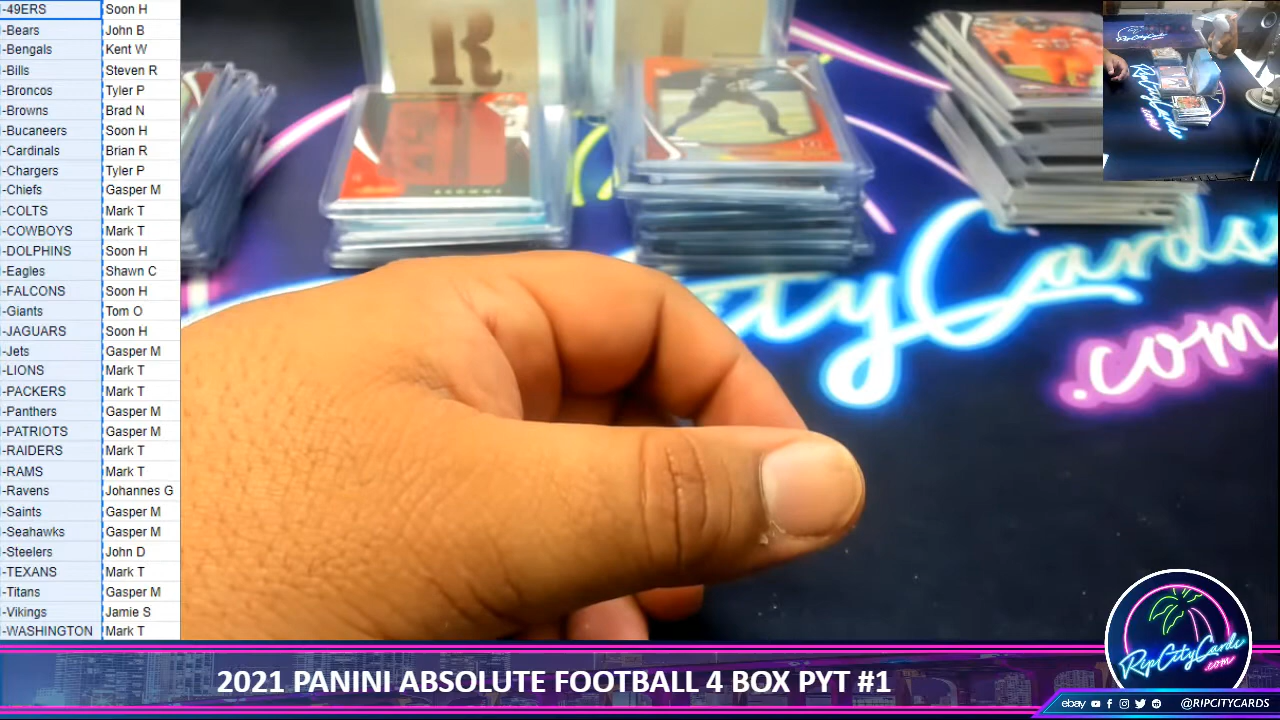 I-49ERS Soon H
I-Bears John B
I-Bengals Kent W
I-Bills Steven R
I-Broncos Tyler P
I-Browns Brad N
I-Bucaneers Soon H
I-Cardinals Brian R
I-Chargers Tyler P
I-Chiefs Gasper M
I-COLTS Mark T
I-COWBOYS Mark T
I-DOLPHINS Soon H
I-Eagles Shawn C
I-FALCONS Soon H
I-Giants Tom O
I-JAGUARS Soon H
I-Jets Gasper M
I-LIONS Mark T
I-PACKERS Mark T
I-Panthers Gasper M
I-PATRIOTS Gasper M
I-RAIDERS Mark T
I-RAMS Mark T
I-Ravens Johannes G
I-Saints Gasper M
I-Seahawks Gasper M
I-Steelers John D
I-TEXANS Mark T
I-Titans Gasper M
I-Vikings Jamie S
I-WASHINGTON Mark T
R
ityCards
.com
RipCityCards
.com
2021 PANINI ABSOLUTE FOOTBALL 4 BOX PYT #1
ebay @RIPCITYCARDS